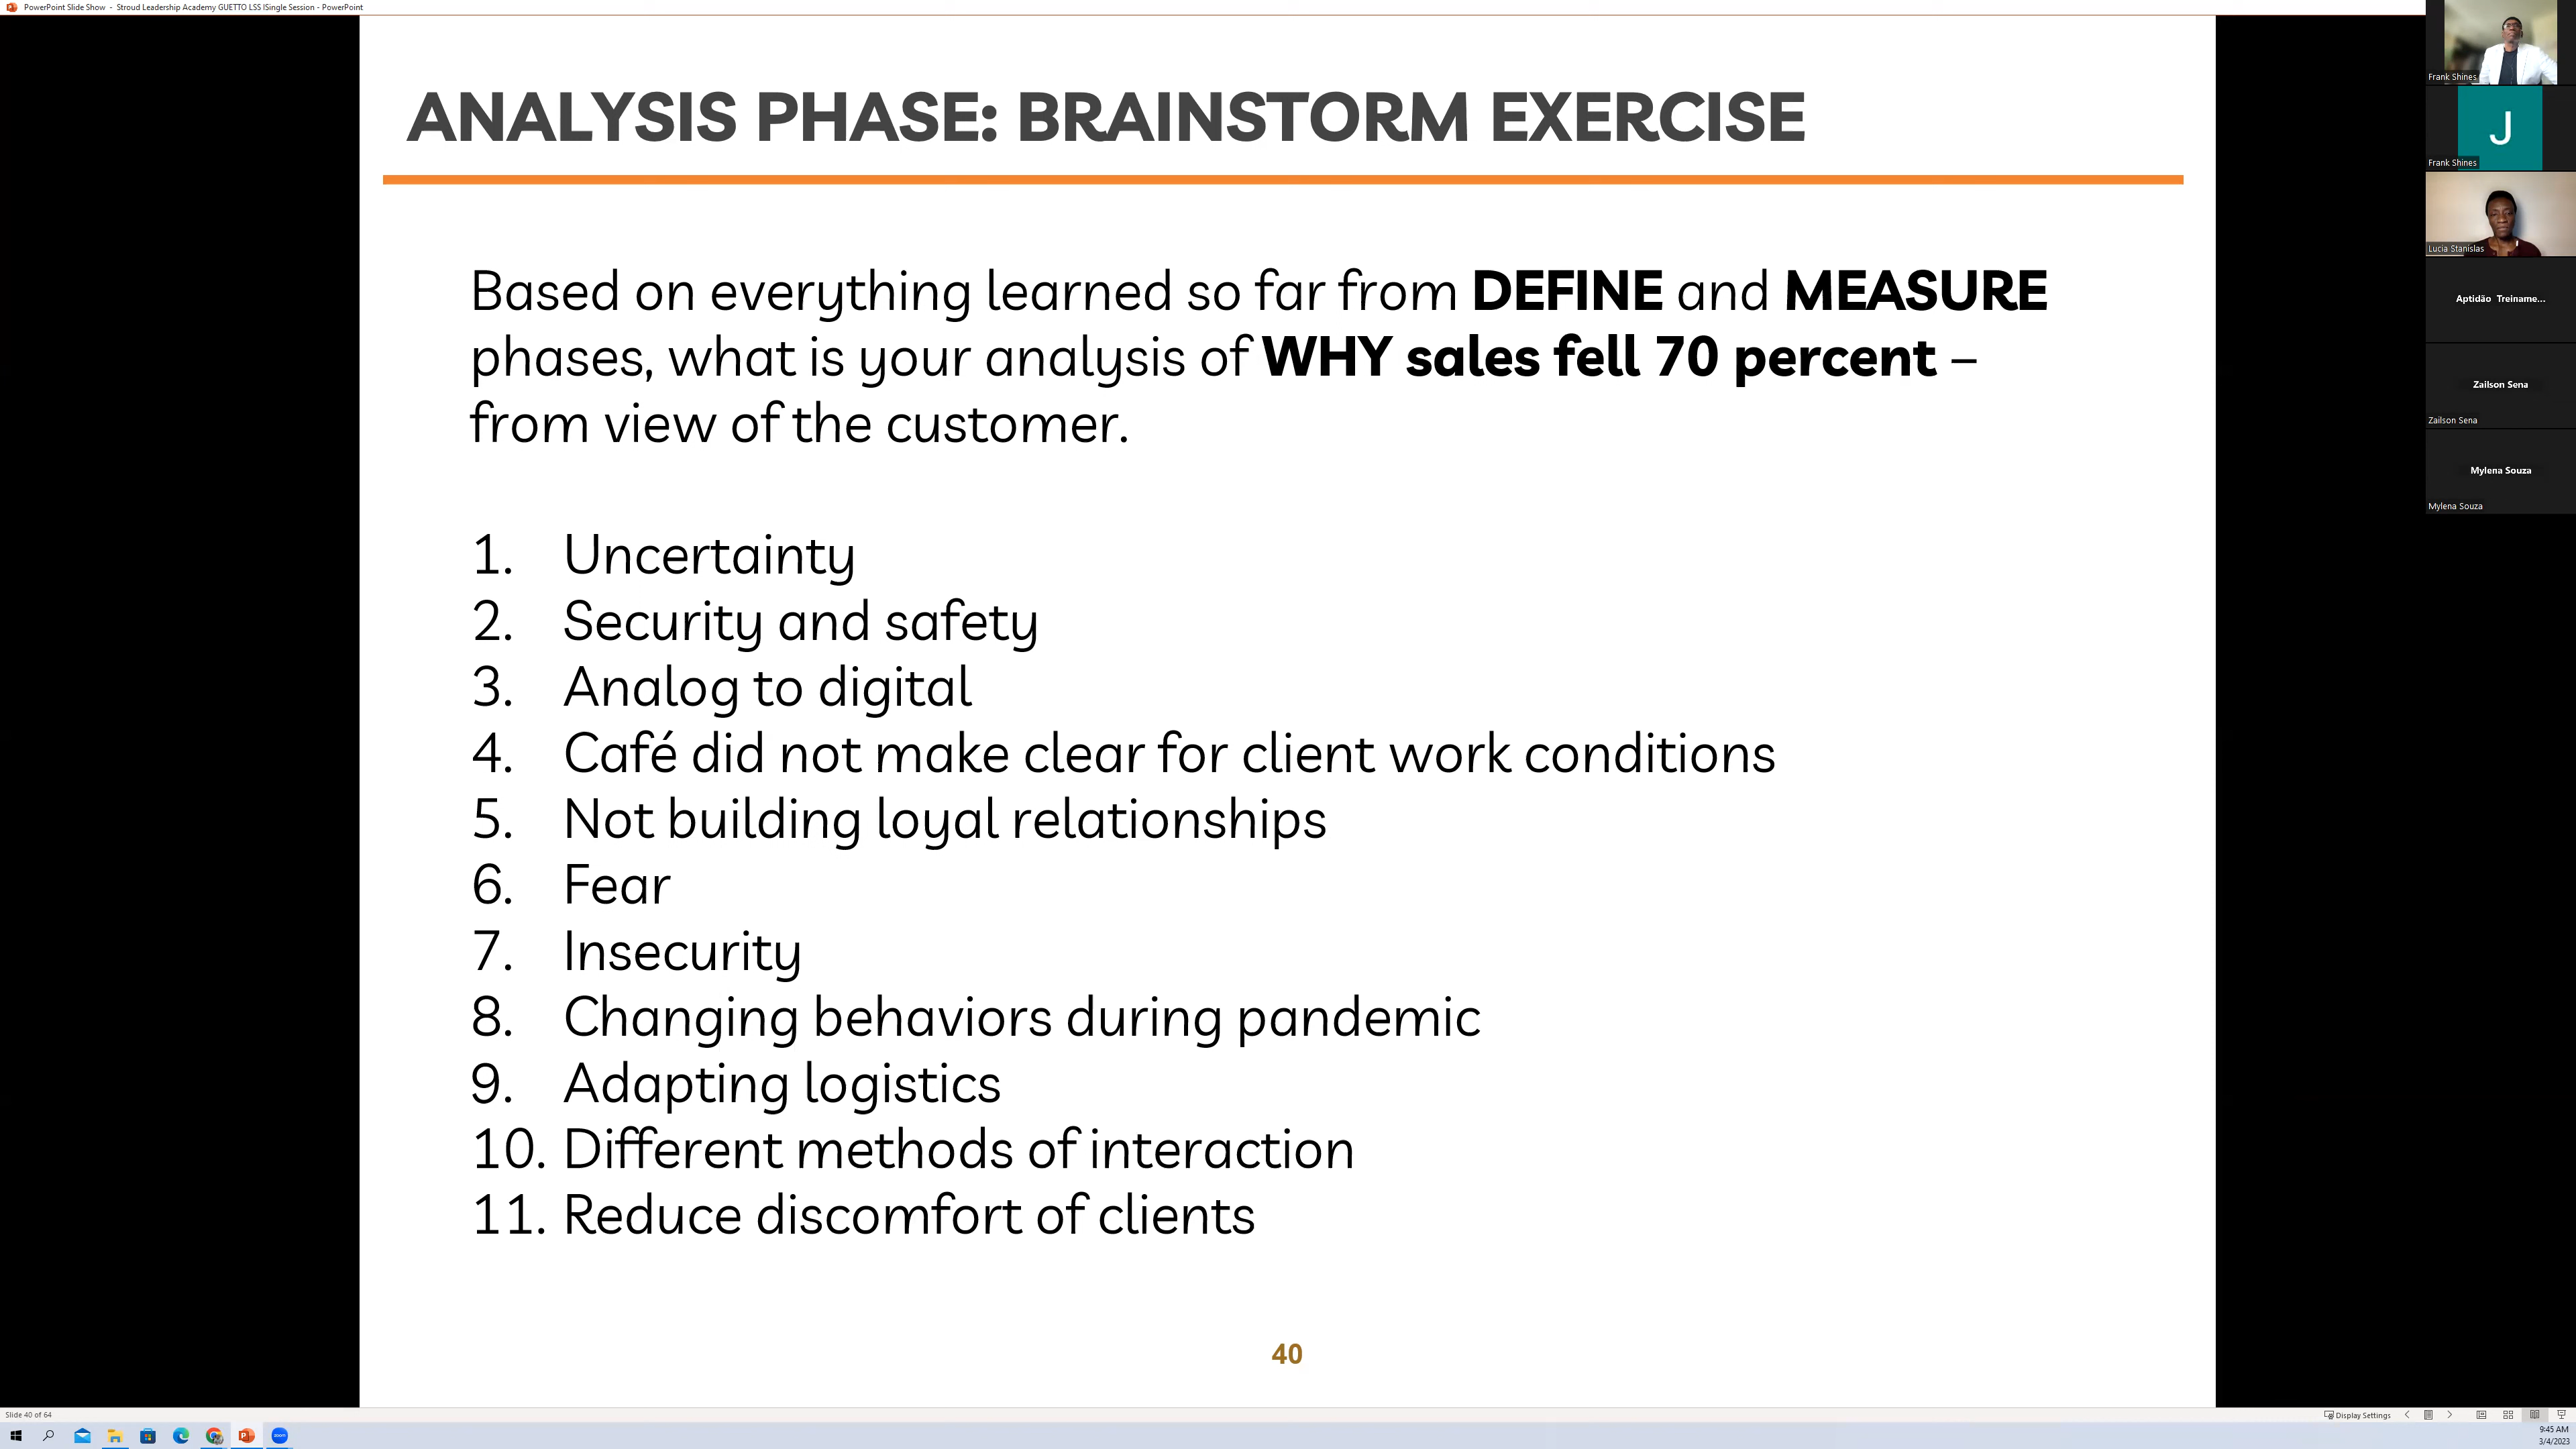 PowerPoint Slide Show - Stroud Leadership Academy GUETTO LSS ISingle Session - PowerPoint
ANALYSIS PHASE: BRAINSTORM EXERCISE
Based on everything learned so far from DEFINE and MEASURE
phases, what is your analysis of WHY sales fell 70 percent –
from view of the customer.
1. Uncertainty
2. Security and safety
3. Analog to digital
4. Café did not make clear for client work conditions
5. Not building loyal relationships
6. Fear
7. Insecurity
8. Changing behaviors during pandemic
9. Adapting logistics
10. Different methods of interaction
11. Reduce discomfort of clients
40
Frank Shines
J
Frank Shines
Lucia Stanislas
Aptidão Treiname...
Zailson Sena
Zailson Sena
Mylena Souza
Mylena Souza
Slide 40 of 64
Display Settings
zoom
9:45 AM
3/4/2023